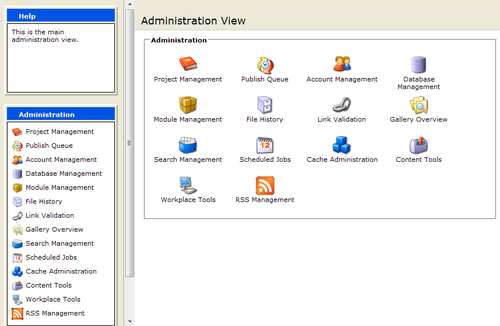 Help
This is the main
administration view.
Administration
Project Management
Publish Queue
Account Management
Database Management
Module Management
File History
Link Validation
Gallery Overview
Search Management
Scheduled Jobs
Cache Administration
Content Tools
Workplace Tools
RSS Management
Administration View
Administration
Project Management
Publish Queue
Account Management
Database
Management
Module Management
File History
Link Validation
Gallery Overview
Search Management
12
Scheduled Jobs
Cache Administration
Content Tools
Workplace Tools
RSS Management